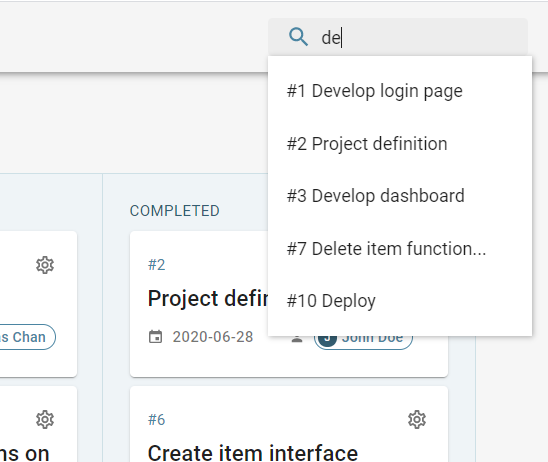 de
#1 Develop login page
#2 Project definition
#3 Develop dashboard
#7 Delete item function...
#10 Deploy
COMPLETED
#2
Project defin
2020-06-28
J John Doe
s Chan
#6
Create item interface
ns on